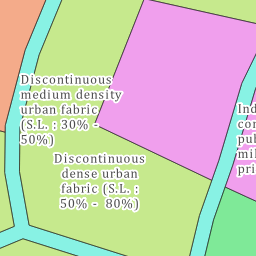 Discontinuous
medium density
urban fabric
(S.L. : 30% -
50%)
Discontinuous
dense urban
fabric (S.L. :
50% - 80%)